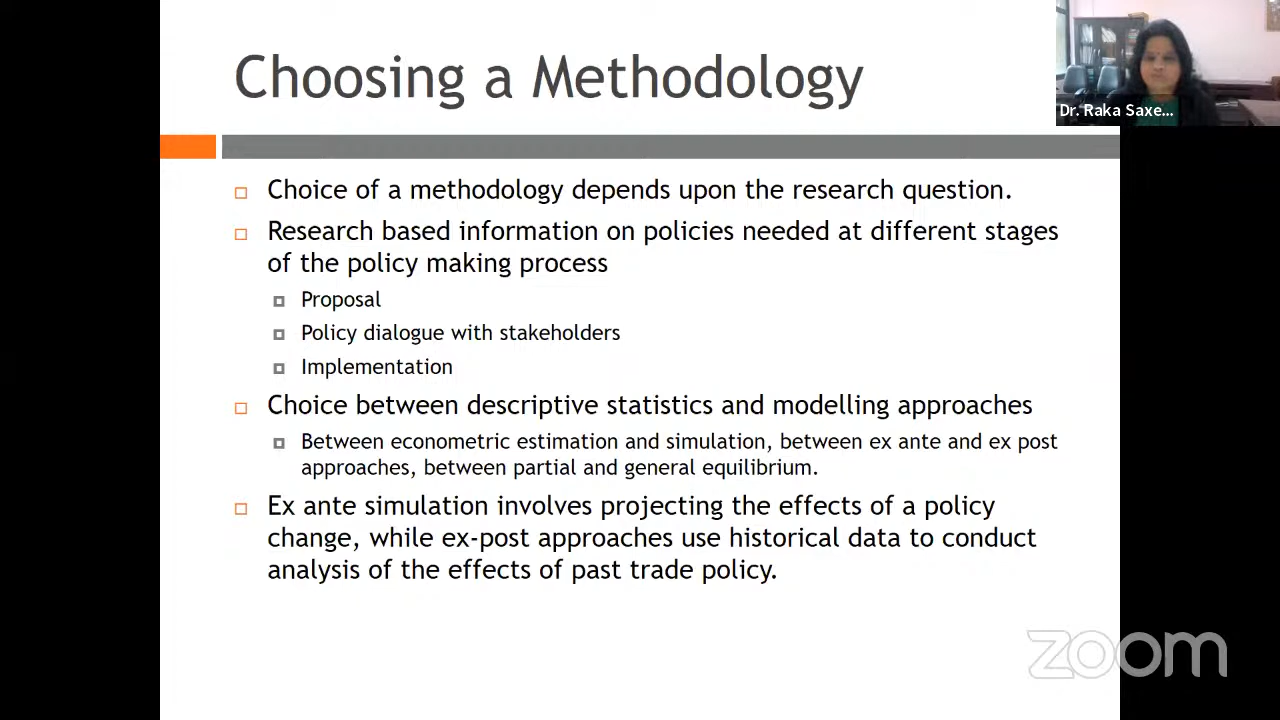 Choosing a Methodology
Dr. Raka Saxe...
Choice of a methodology depends upon the research question.
Research based information on policies needed at different stages
of the policy making process
Proposal
Policy dialogue with stakeholders
Implementation
Choice between descriptive statistics and modelling approaches
Between econometric estimation and simulation, between ex ante and ex post
approaches, between partial and general equilibrium.
Ex ante simulation involves projecting the effects of a policy
change, while ex-post approaches use historical data to conduct
analysis of the effects of past trade policy.
zoom